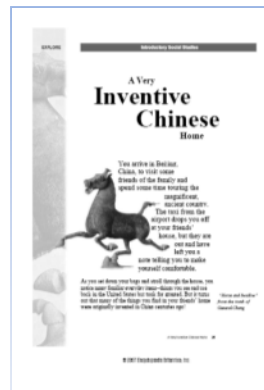 EXPLORE
Introductory Social Studies
A Very
Inventive
Chinese
Home
You arrive in Beijing,
China, to visit some
friends of the family and
spend some time touring the
magnificent,
ancient country.
The taxi from the
airport drops you off
at your friends'
house, but they are
out and have
left you a
note telling you to make
yourself comfortable.
As you set down your bags and stroll through the house, you
notice many familiar everyday items–items you see and use
back in the United States but took for granted. But it turns
out that many of the things you find in your friends' home
were originally invented in China centuries ago!
"Horse and Swallow"
from the tomb of
General Chang